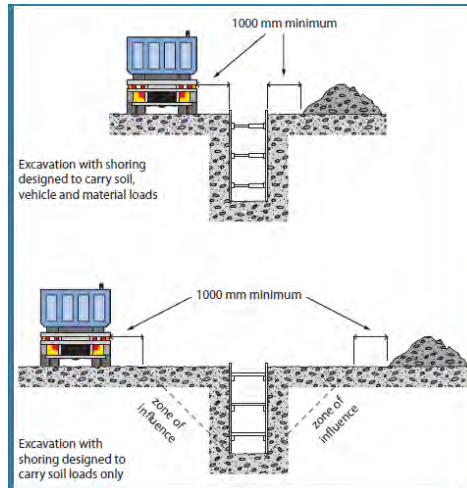 1000 mm minimum
Excavation with shoring
designed to carry soil,
vehicle and material loads
1000 mm minimum
zone of
influence
zone of
influence
Excavation with
shoring designed to
carry soil loads only